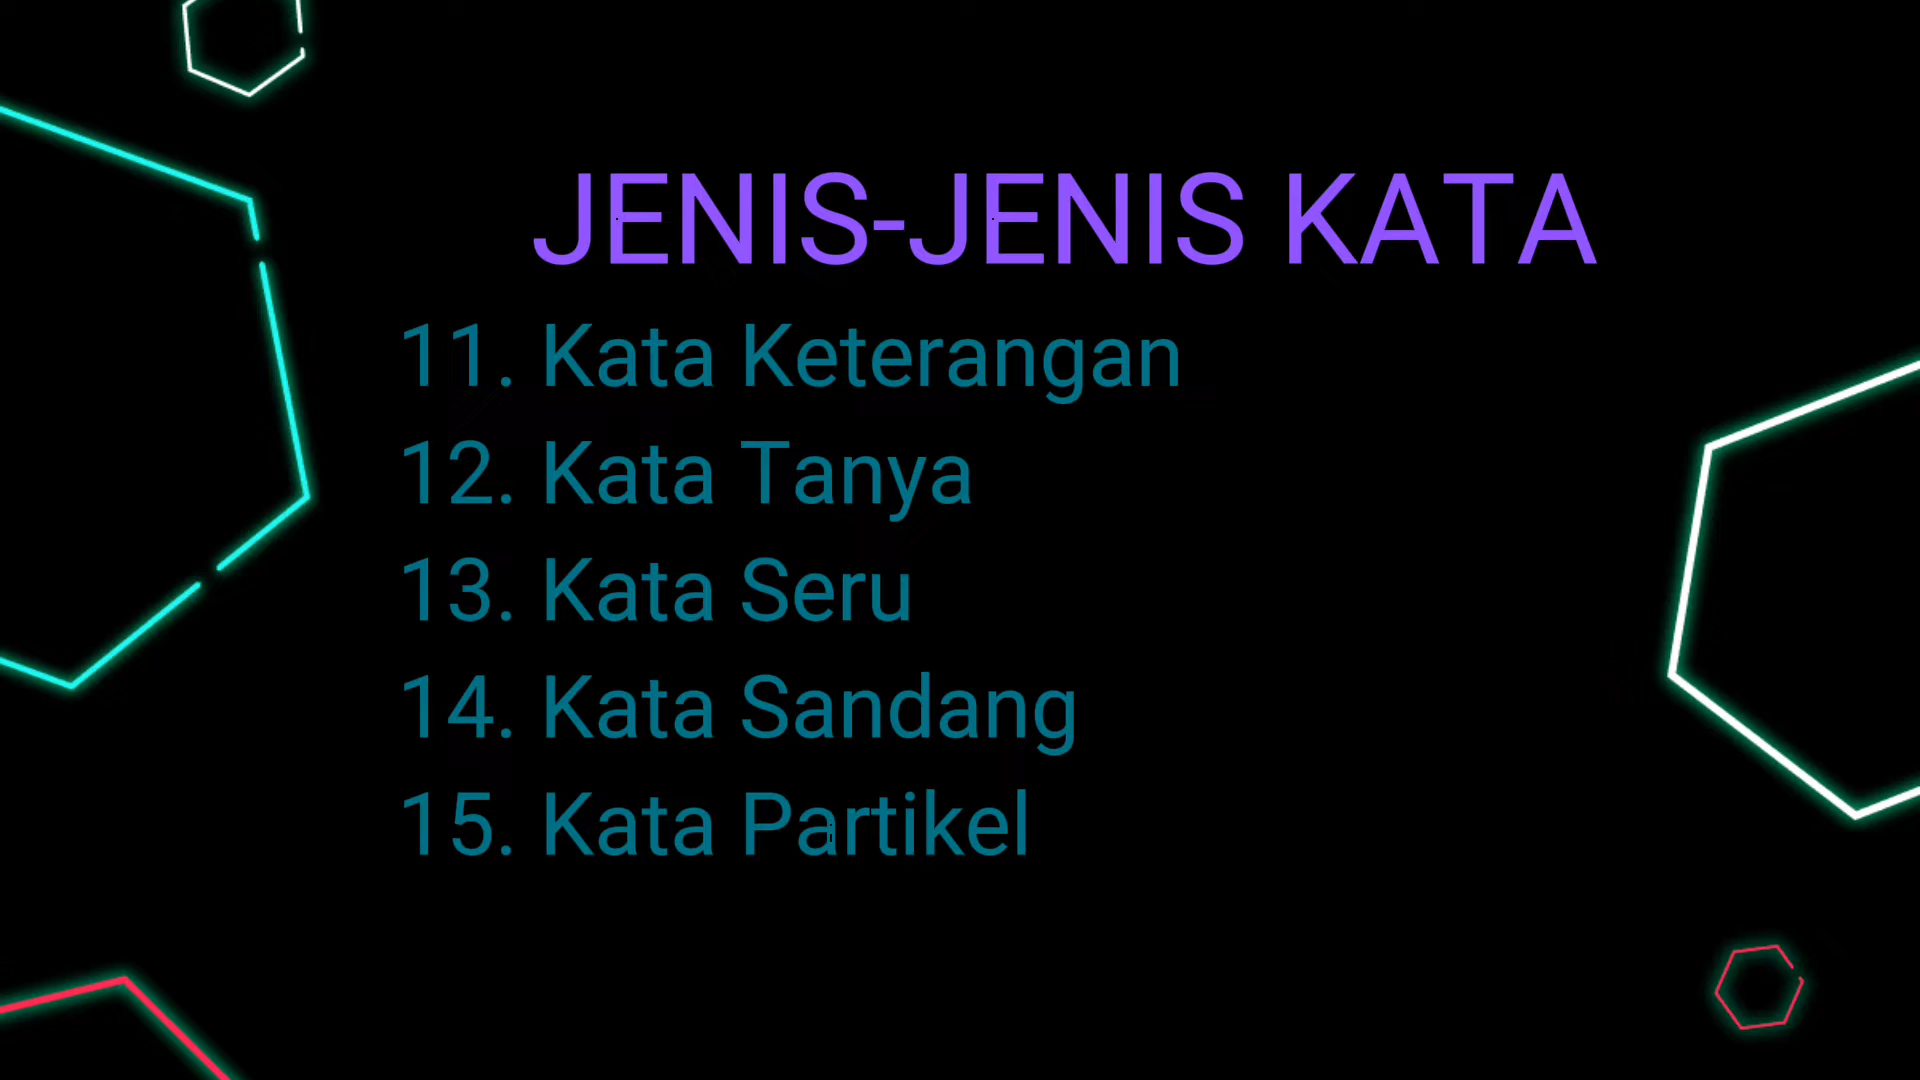 JENIS-JENIS KATA
11. Kata Keterangan
12. Kata Tanya
13. Kata Seru
14. Kata Sandang
15. Kata Partikel